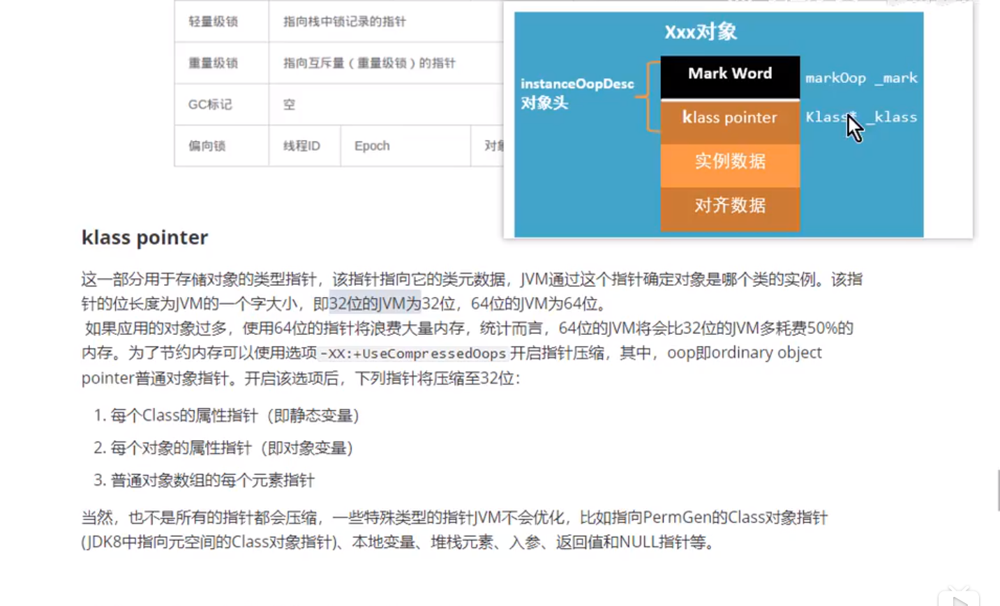 轻量级锁 指向栈中锁记录的指针
重量级锁 指向互斥量（重量级锁）的指针
GC标记 空
偏向锁 线程ID Epoch
Xxx对象
instanceOopDesc
对象头
Mark Word markOop _mark
klass pointer Klass* _klass
实例数据
对齐数据
klass pointer
这一部分用于存储对象的类型指针，该指针指向它的类元数据，JVM通过这个指针确定对象是哪个类的实例。该指
针的位长度为JVM的一个字大小，即32位的JVM为32位，64位的JVM为64位。
如果应用的对象过多，使用64位的指针将浪费大量内存，统计而言，64位的JVM将会比32位的JVM多耗费50%的
内存。为了节约内存可以使用选项-XX:+UseCompressedOops开启指针压缩，其中，oop即ordinary object
pointer普通对象指针。开启该选项后，下列指针将压缩至32位：
1. 每个Class的属性指针（即静态变量）
2. 每个对象的属性指针（即对象变量）
3. 普通对象数组的每个元素指针
当然，也不是所有的指针都会压缩，一些特殊类型的指针JVM不会优化，比如指向PermGen的Class对象指针
(JDK8中指向元空间的Class对象指针)、本地变量、堆栈元素、入参、返回值和NULL指针等。